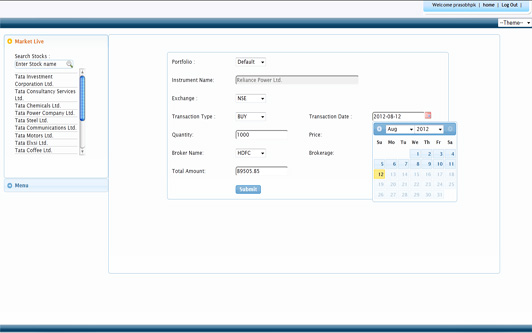 Welcome prasobhpk | home | Log Out |
-Theme-
Market Live
Search Stocks :
Enter Stock name
Tata Investment
Corporation Ltd.
Tata Consultancy Services
Ltd.
Tata Chemicals Ltd.
Tata Power Company Ltd.
Tata Steel Ltd.
Tata Communications Ltd.
Tata Motors Ltd.
Tata Elxsi Ltd.
Tata Coffee Ltd.
Menu
Portfolio : Default
Instrument Name: Reliance Power Ltd.
Exchange : NSE
Transaction Type : BUY Transaction Date : 2012-08-12
Quantity: 1000 Price:
Broker Name: HDFC Brokerage:
Total Amount: 89505.85
Submit
Aug 2012
Su Mo Tu We Th Fr Sa
1 2 3 4
5 6 7 8 9 10 11
12 13 14 15 16 17 18
19 20 21 22 23 24 25
26 27 28 29 30 31